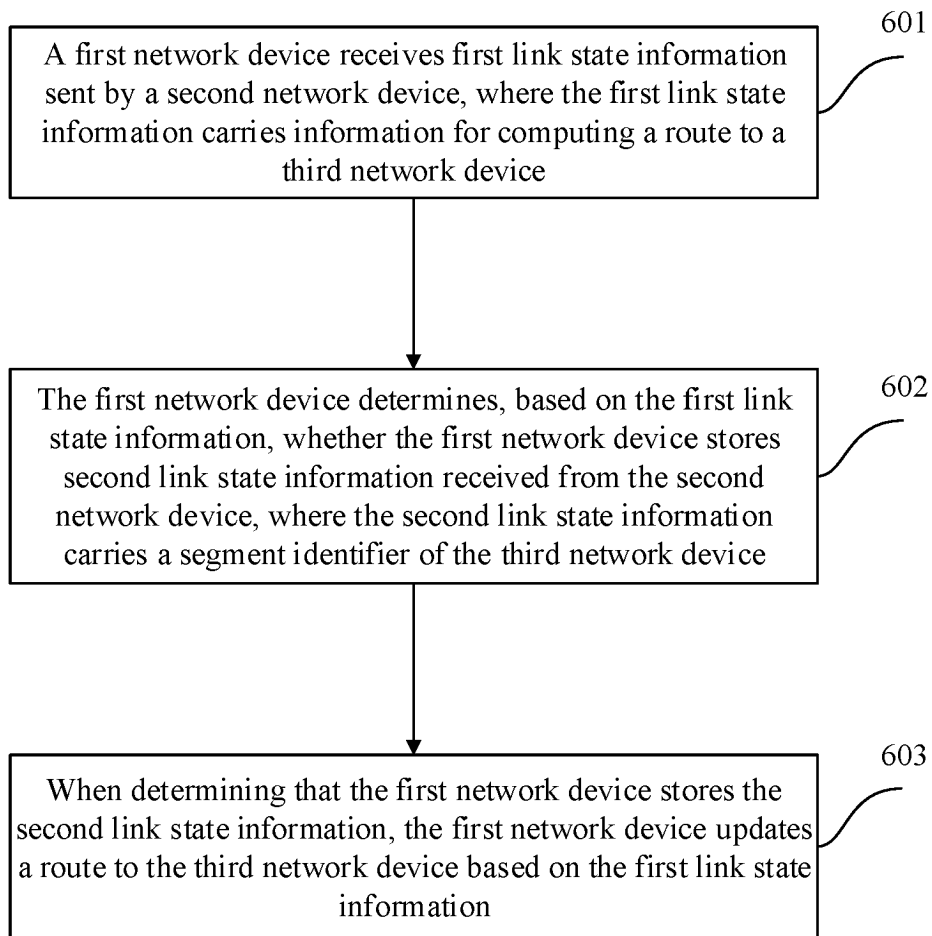 601
A first network device receives first link state information
sent by a second network device, where the first link state
information carries information for computing a route to a
third network device
602
The first network device determines, based on the first link
state information, whether the first network device stores
second link state information received from the second
network device, where the second link state information
carries a segment identifier of the third network device
603
When determining that the first network device stores the
second link state information, the first network device updates
a route to the third network device based on the first link state
information